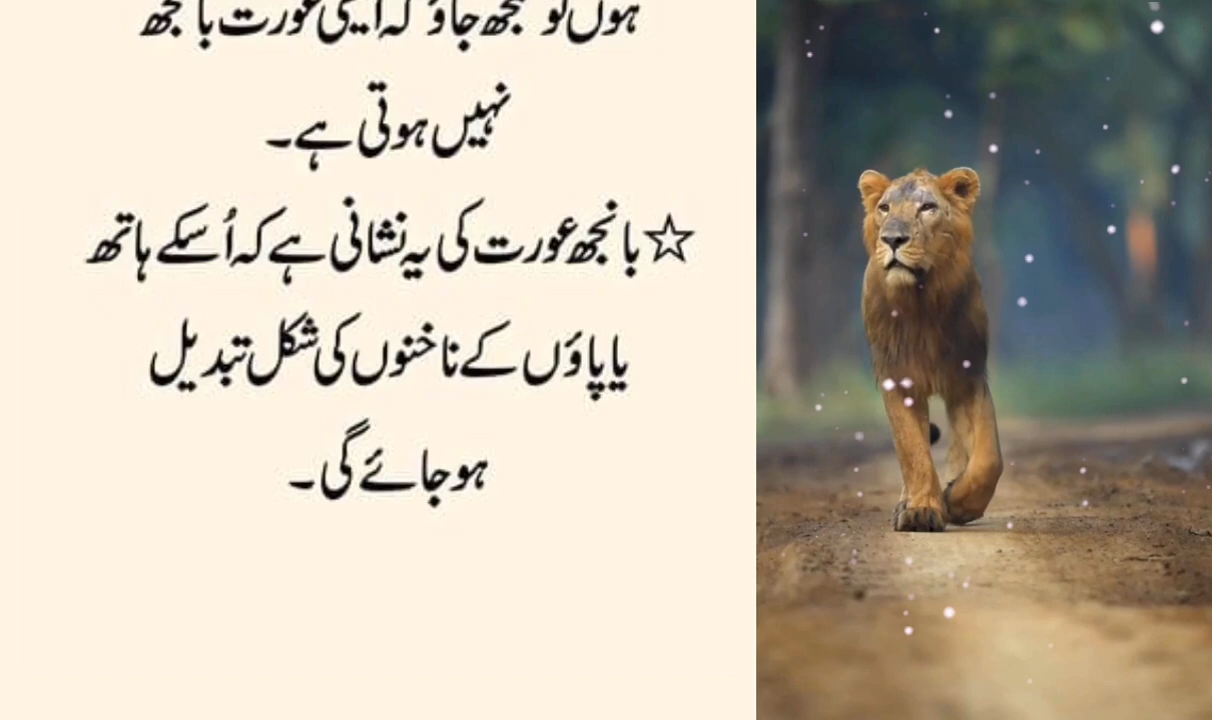 ہوں تو سمجھ جاؤ کہ ایسی عورت بانجھ
نہیں ہوتی ہے۔
☆بانجھ عورت کی یہ نشانی ہے کہ اُسکے ہاتھ
یا پاؤں کے ناخنوں کی شکل تبدیل
ہو جائے گی۔